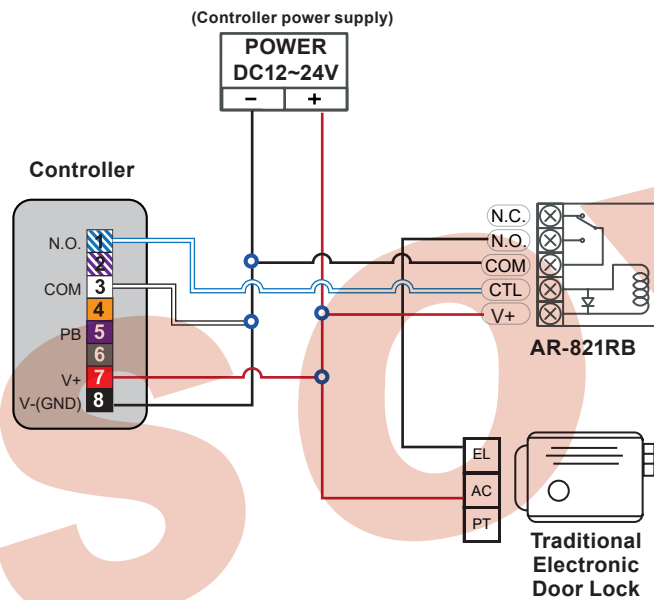 (Controller power supply)
POWER
DC12~24V
− +
Controller
N.O. 1
2
COM 3
4
PB 5
6
V+ 7
V-(GND) 8
N.C.
N.O.
COM
CTL
V+
AR-821RB
EL
AC
PT
Traditional
Electronic
Door Lock